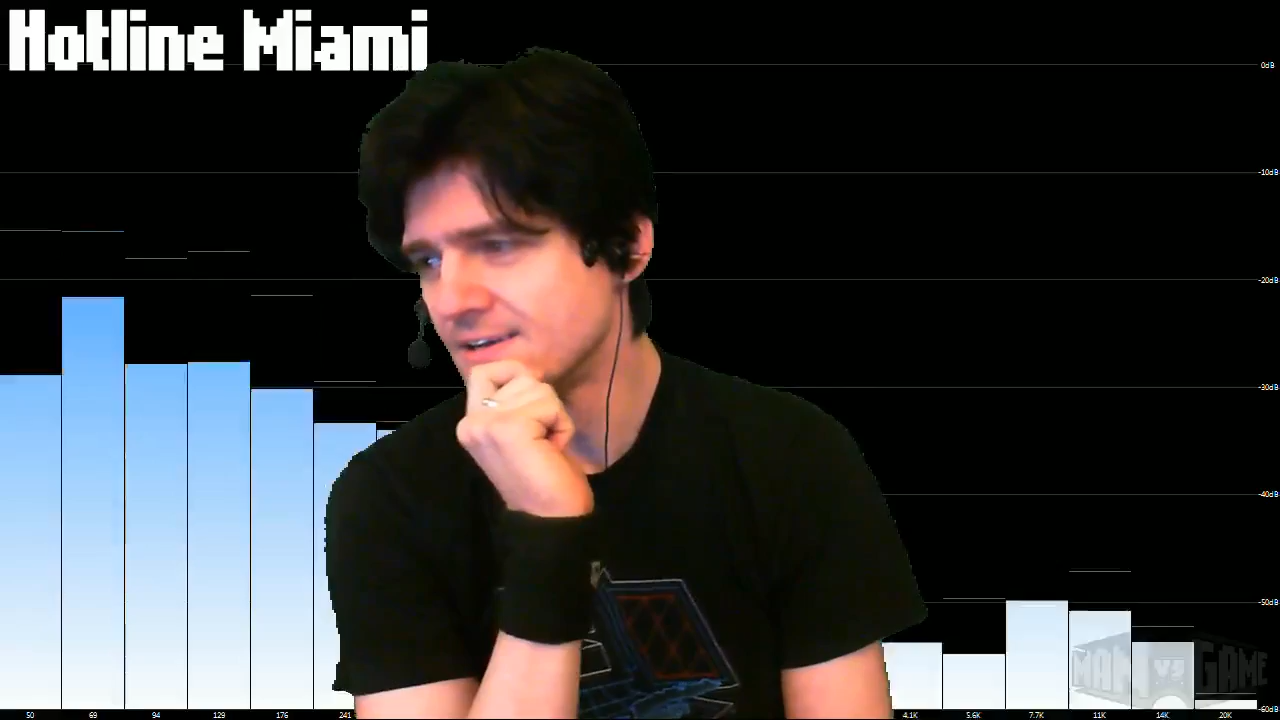 Hotline Miami
0dB
-10dB
-20dB
-30dB
-40dB
-50dB
-60dB
MAN VS GAME
50 69 94 129 176 241 4.1K 5.6K 7.7K 11K 14K 20K